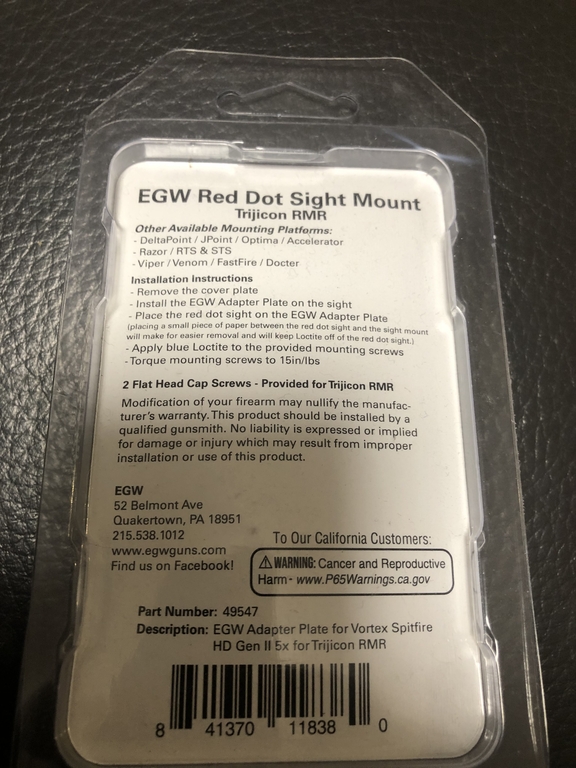 EGW Red Dot Sight Mount
Trijicon RMR
Other Available Mounting Platforms:
- DeltaPoint / JPoint / Optima / Accelerator
- Razor / RTS & STS
- Viper / Venom / FastFire / Docter
Installation Instructions
- Remove the cover plate
- Install the EGW Adapter Plate on the sight
- Place the red dot sight on the EGW Adapter Plate
(placing a small piece of paper between the red dot sight and the sight mount
will make for easier removal and will keep Loctite off of the red dot sight.)
- Apply blue Loctite to the provided mounting screws
- Torque mounting screws to 15in/lbs
2 Flat Head Cap Screws - Provided for Trijicon RMR
Modification of your firearm may nullify the manufac-
turer's warranty. This product should be installed by a
qualified gunsmith. No liability is expressed or implied
for damage or injury which may result from improper
installation or use of this product.
EGW
52 Belmont Ave
Quakertown, PA 18951
215.538.1012
www.egwguns.com
Find us on Facebook!
To Our California Customers:
⚠WARNING: Cancer and Reproductive
Harm - www.P65Warnings.ca.gov
Part Number: 49547
Description: EGW Adapter Plate for Vortex Spitfire
HD Gen II 5x for Trijicon RMR
8 41370 11838 0